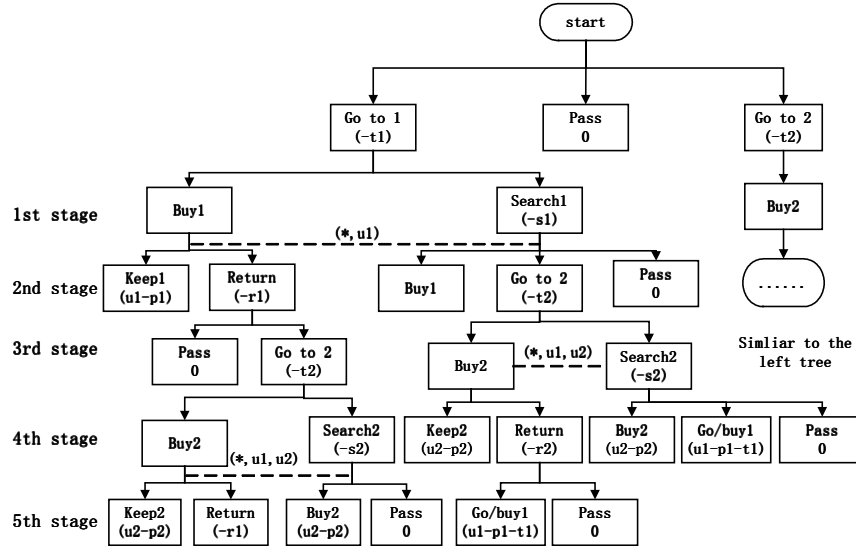 start
Go to 1
(-t1)
Pass
0
Go to 2
(-t2)
1st stage
Buy1
Search1
(-s1)
Buy2
(*,u1)
2nd stage
Keep1
(u1-p1)
Return
(-r1)
Buy1
Go to 2
(-t2)
Pass
0
......
3rd stage
Pass
0
Go to 2
(-t2)
Buy2
(*,u1,u2)
Search2
(-s2)
Simliar to the
left tree
4th stage
Buy2
Search2
(-s2)
Keep2
(u2-p2)
Return
(-r2)
Buy2
(u2-p2)
Go/buy1
(u1-p1-t1)
Pass
0
(*,u1,u2)
5th stage
Keep2
(u2-p2)
Return
(-r1)
Buy2
(u2-p2)
Pass
0
Go/buy1
(u1-p1-t1)
Pass
0